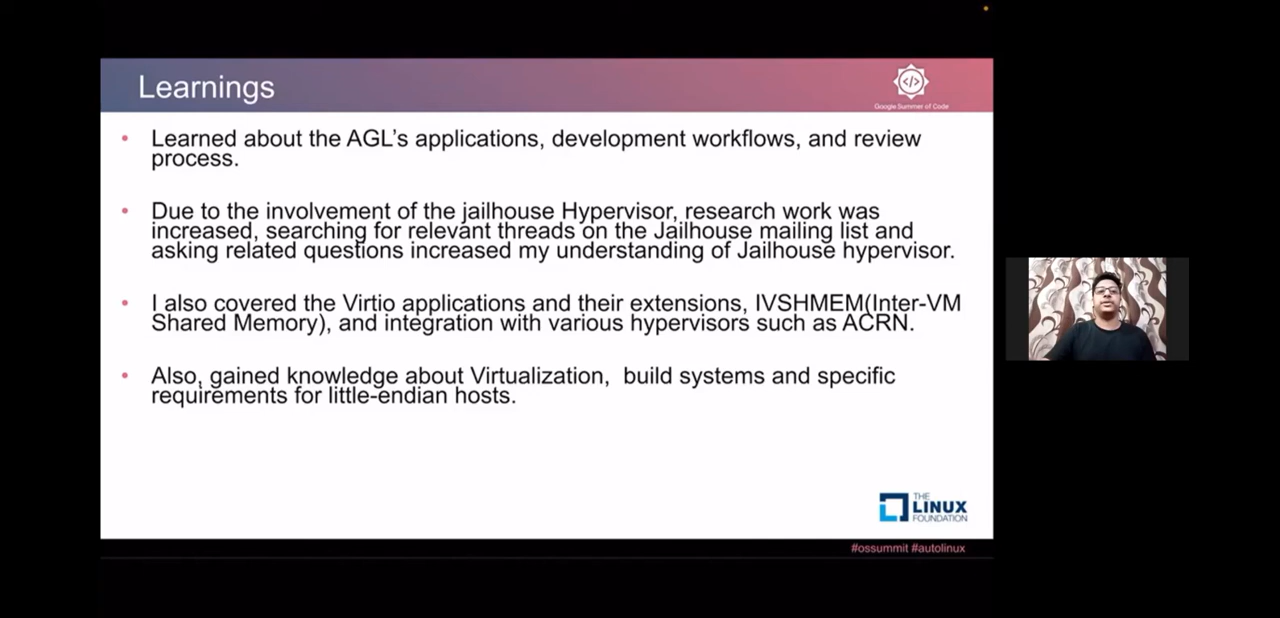 Learnings
</>
Google Summer of Code
• Learned about the AGL's applications, development workflows, and review
process.
• Due to the involvement of the jailhouse Hypervisor, research work was
increased, searching for relevant threads on the Jailhouse mailing list and
asking related questions increased my understanding of Jailhouse hypervisor.
• I also covered the Virtio applications and their extensions, IVSHMEM(Inter-VM
Shared Memory), and integration with various hypervisors such as ACRN.
• Also, gained knowledge about Virtualization,  build systems and specific
requirements for little-endian hosts.
THE
LINUX
FOUNDATION
#ossummit #autolinux